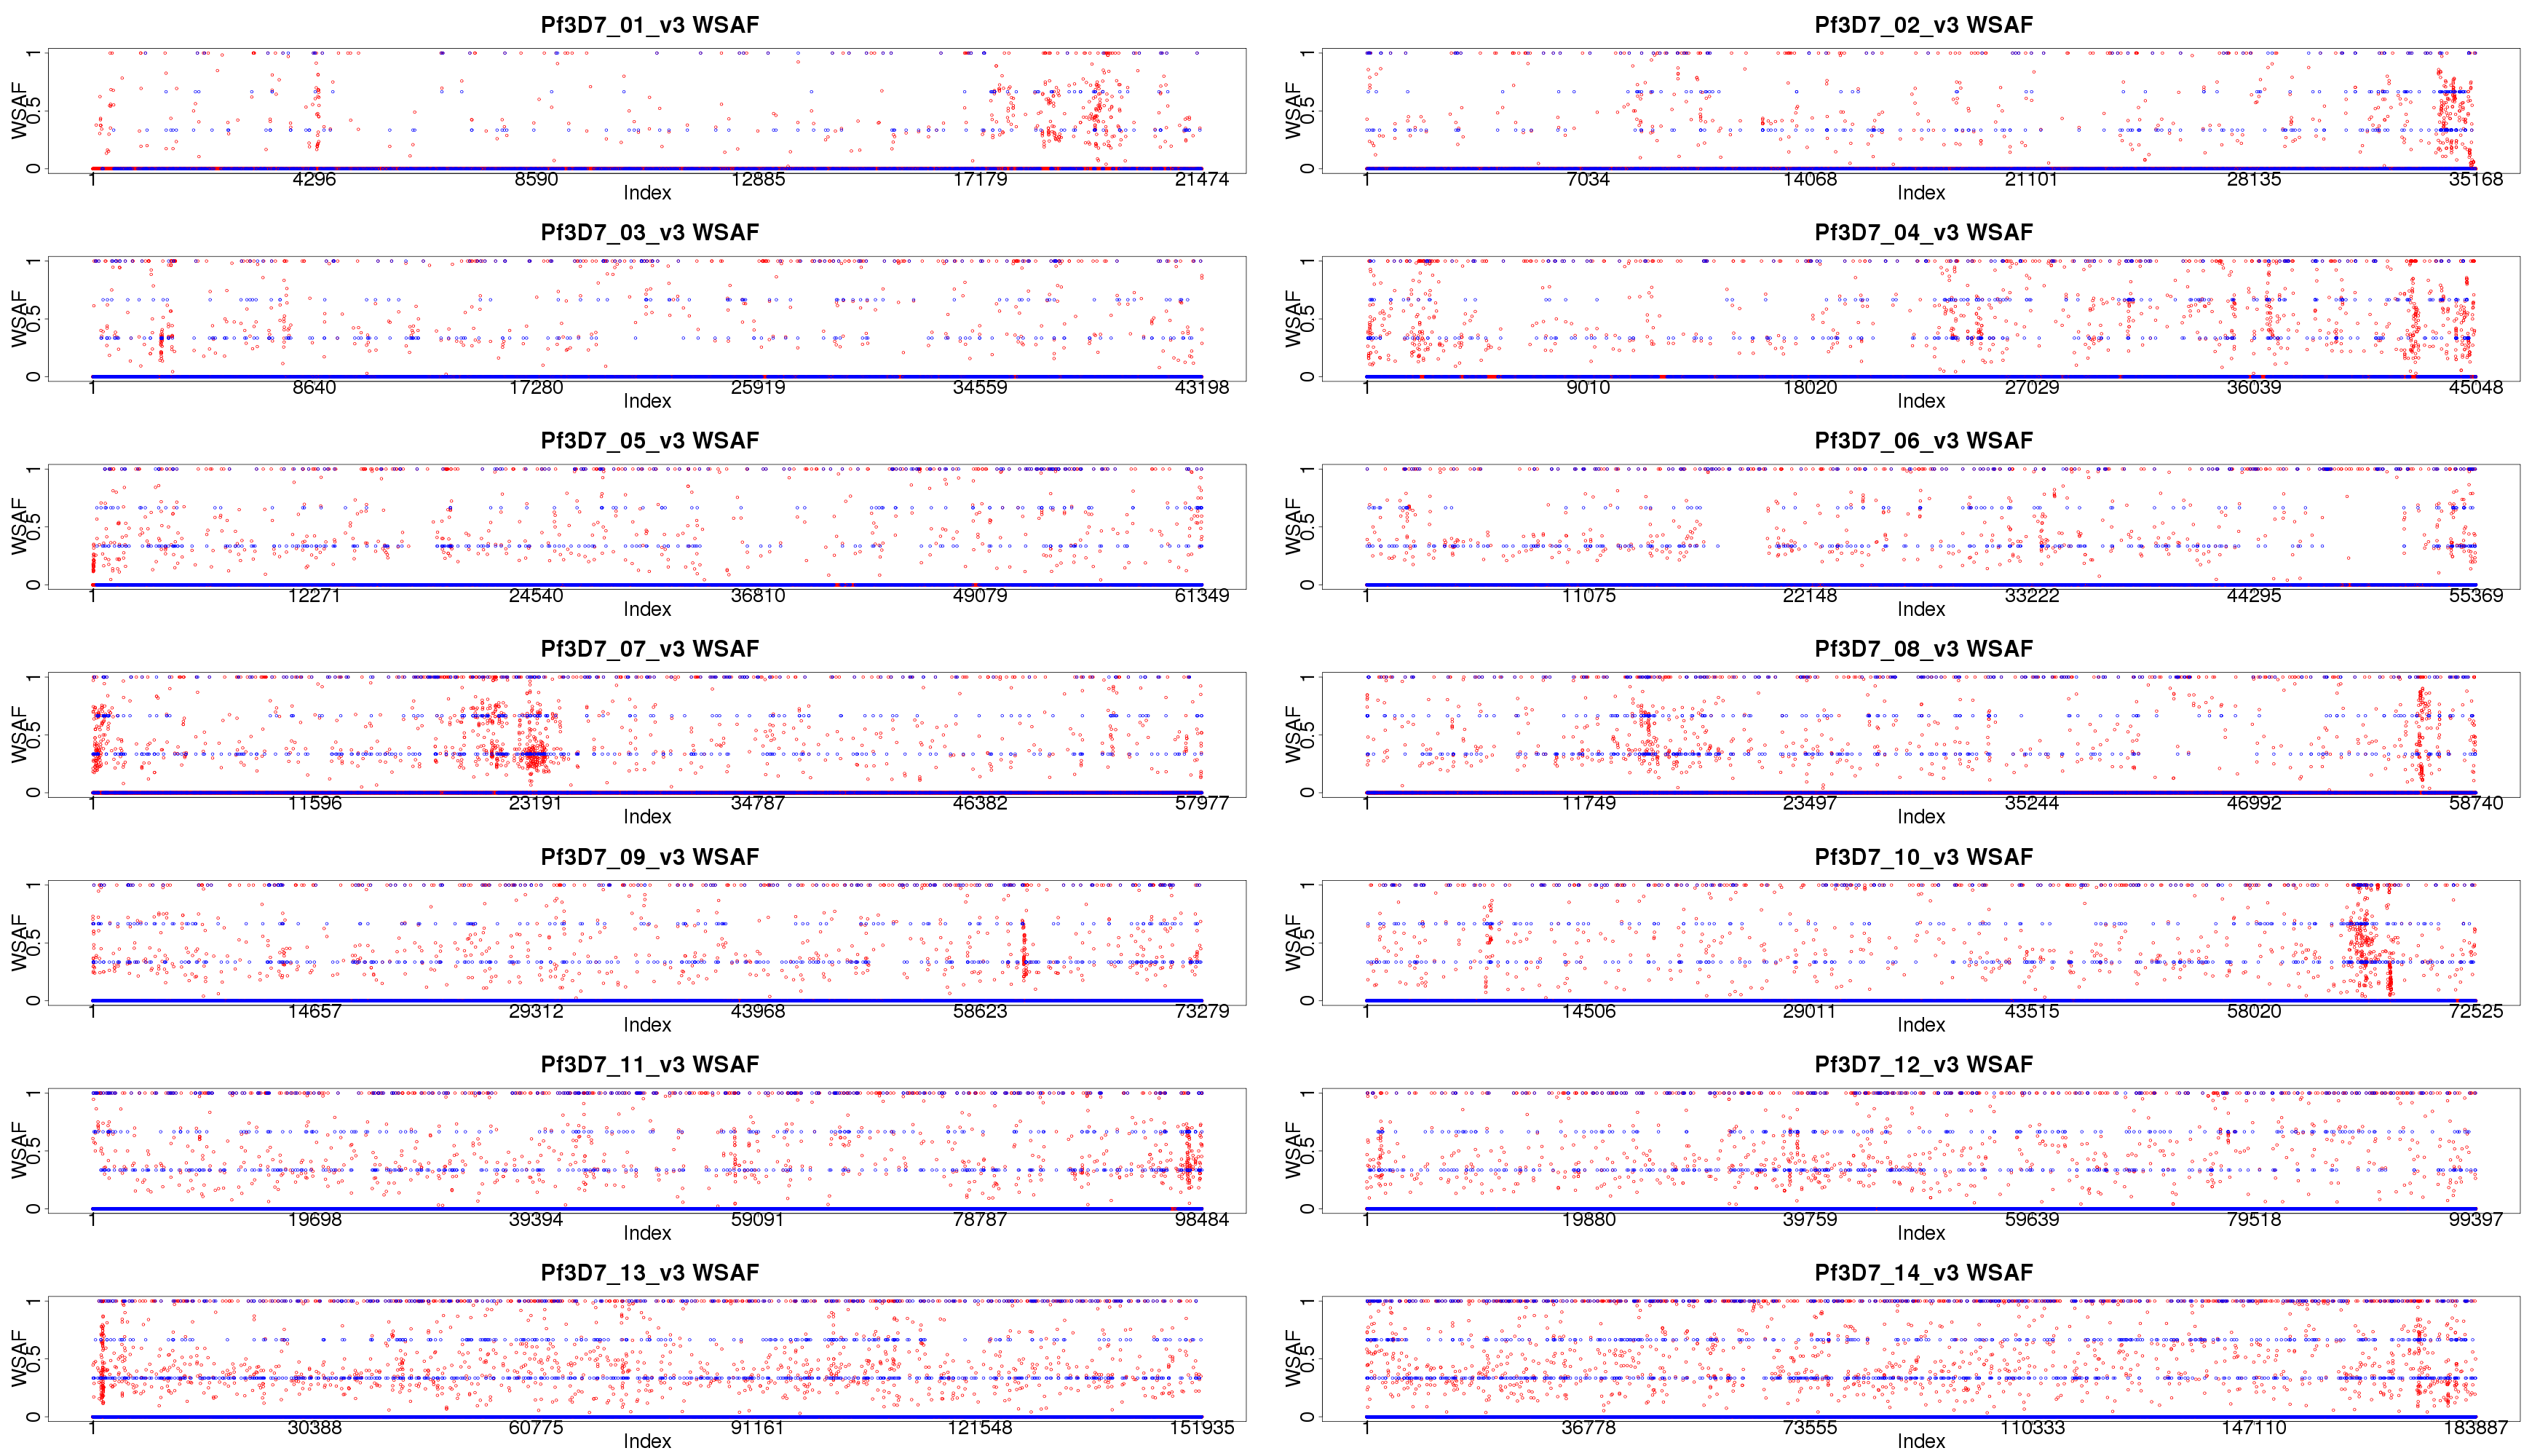 Pf3D7_01_v3 WSAF
WSAF
1
0.5
0
1 4296 8590 12885 17179 21474
Index
Pf3D7_02_v3 WSAF
WSAF
1
0.5
0
1 7034 14068 21101 28135 35168
Index
Pf3D7_03_v3 WSAF
WSAF
1
0.5
0
1 8640 17280 25919 34559 43198
Index
Pf3D7_04_v3 WSAF
WSAF
1
0.5
0
1 9010 18020 27029 36039 45048
Index
Pf3D7_05_v3 WSAF
WSAF
1
0.5
0
1 12271 24540 36810 49079 61349
Index
Pf3D7_06_v3 WSAF
WSAF
1
0.5
0
1 11075 22148 33222 44295 55369
Index
Pf3D7_07_v3 WSAF
WSAF
1
0.5
0
1 11596 23191 34787 46382 57977
Index
Pf3D7_08_v3 WSAF
WSAF
1
0.5
0
1 11749 23497 35244 46992 58740
Index
Pf3D7_09_v3 WSAF
WSAF
1
0.5
0
1 14657 29312 43968 58623 73279
Index
Pf3D7_10_v3 WSAF
WSAF
1
0.5
0
1 14506 29011 43515 58020 72525
Index
Pf3D7_11_v3 WSAF
WSAF
1
0.5
0
1 19698 39394 59091 78787 98484
Index
Pf3D7_12_v3 WSAF
WSAF
1
0.5
0
1 19880 39759 59639 79518 99397
Index
Pf3D7_13_v3 WSAF
WSAF
1
0.5
0
1 30388 60775 91161 121548 151935
Index
Pf3D7_14_v3 WSAF
WSAF
1
0.5
0
1 36778 73555 110333 147110 183887
Index